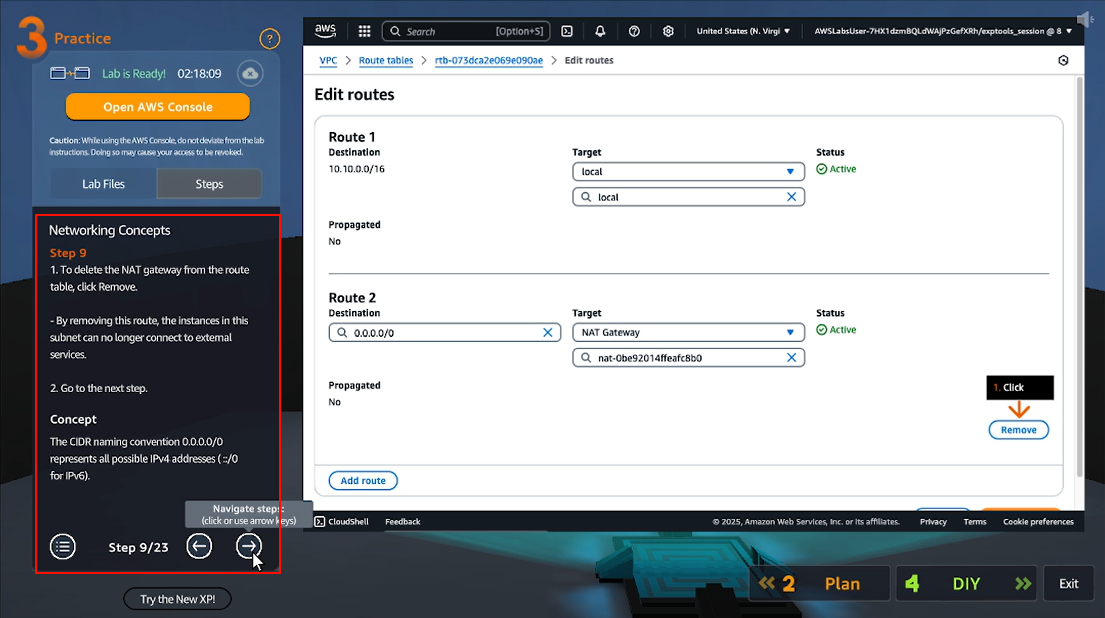 3 Practice
?
Lab is Ready! 02:18:09
Open AWS Console
Caution: While using the AWS Console, do not deviate from the lab
instructions. Doing so may cause your access to be revoked.
Lab Files
Steps
Networking Concepts
Step 9
1. To delete the NAT gateway from the route
table, click Remove.
- By removing this route, the instances in this
subnet can no longer connect to external
services.
2. Go to the next step.
Concept
The CIDR naming convention 0.0.0.0/0
represents all possible IPv4 addresses ( ::/0
for IPv6).
Navigate steps:
(click or use arrow keys)
Step 9/23
Try the New XP!
aws
Search [Option+S]
United States (N. Virgi
AWSLabsUser-7HX1dzmBQLdWAjPzGefXRh/exptools_session @ 8
VPC > Route tables > rtb-073dca2e069e090ae > Edit routes
Edit routes
Route 1
Destination
10.10.0.0/16
Target
local
local
Status
Active
Propagated
No
Route 2
Destination
0.0.0.0/0
Target
NAT Gateway
nat-0be92014ffeafc8b0
Status
Active
Propagated
No
1. Click
Remove
Add route
CloudShell
Feedback
© 2025, Amazon Web Services, Inc. or its affiliates.
Privacy
Terms
Cookie preferences
2 Plan
4 DIY
Exit